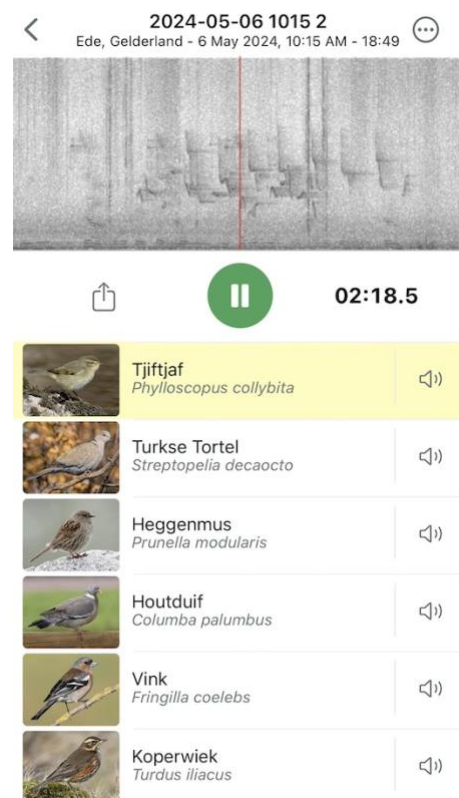 2024-05-06 1015 2
Ede, Gelderland - 6 May 2024, 10:15 AM - 18:49
02:18.5
Tjiftjaf
Phylloscopus collybita
Turkse Tortel
Streptopelia decaocto
Heggenmus
Prunella modularis
Houtduif
Columba palumbus
Vink
Fringilla coelebs
Koperwiek
Turdus iliacus